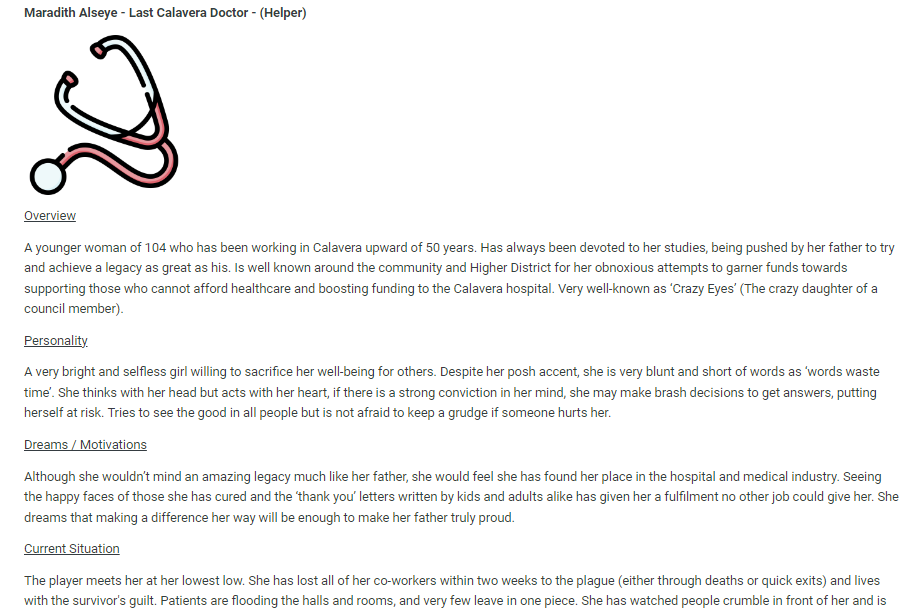 Maradith Alseye - Last Calavera Doctor - (Helper)
Overview
A younger woman of 104 who has been working in Calavera upward of 50 years. Has always been devoted to her studies, being pushed by her father to try
and achieve a legacy as great as his. Is well known around the community and Higher District for her obnoxious attempts to garner funds towards
supporting those who cannot afford healthcare and boosting funding to the Calavera hospital. Very well-known as ‘Crazy Eyes’ (The crazy daughter of a
council member).
Personality
A very bright and selfless girl willing to sacrifice her well-being for others. Despite her posh accent, she is very blunt and short of words as ‘words waste
time’. She thinks with her head but acts with her heart, if there is a strong conviction in her mind, she may make brash decisions to get answers, putting
herself at risk. Tries to see the good in all people but is not afraid to keep a grudge if someone hurts her.
Dreams / Motivations
Although she wouldn’t mind an amazing legacy much like her father, she would feel she has found her place in the hospital and medical industry. Seeing
the happy faces of those she has cured and the ‘thank you’ letters written by kids and adults alike has given her a fulfilment no other job could give her. She
dreams that making a difference her way will be enough to make her father truly proud.
Current Situation
The player meets her at her lowest low. She has lost all of her co-workers within two weeks to the plague (either through deaths or quick exits) and lives
with the survivor’s guilt. Patients are flooding the halls and rooms, and very few leave in one piece. She has watched people crumble in front of her and is